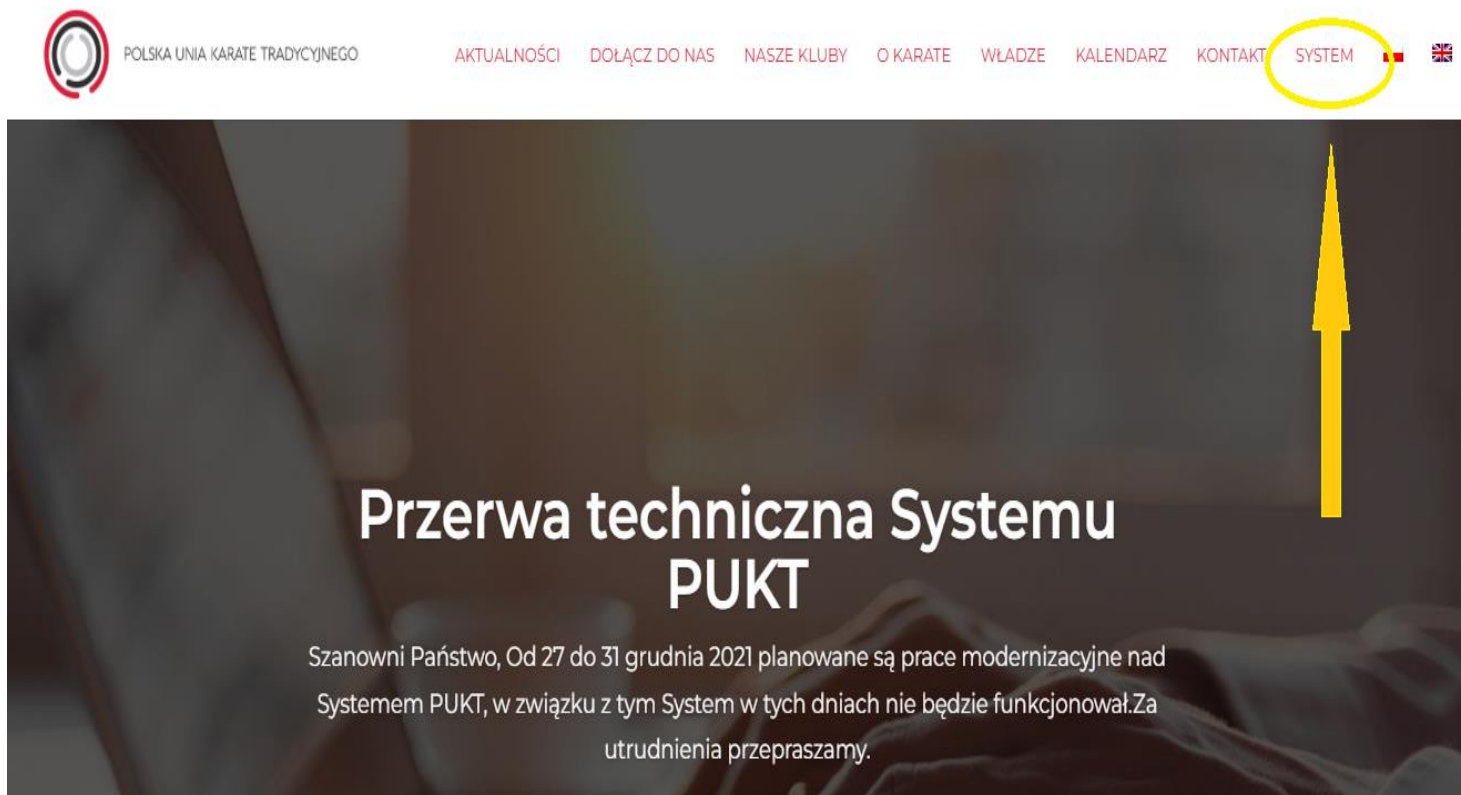 POLSKA UNIA KARATE TRADYCYJNEGO
AKTUALNOŚCI DOŁĄCZ DO NAS NASZE KLUBY O KARATE WŁADZE KALENDARZ KONTAKT SYSTEM
Przerwa techniczna Systemu
PUKT
Szanowni Państwo, Od 27 do 31 grudnia 2021 planowane są prace modernizacyjne nad
Systemem PUKT, w związku z tym System w tych dniach nie będzie funkcjonował.Za
utrudnienia przepraszamy.